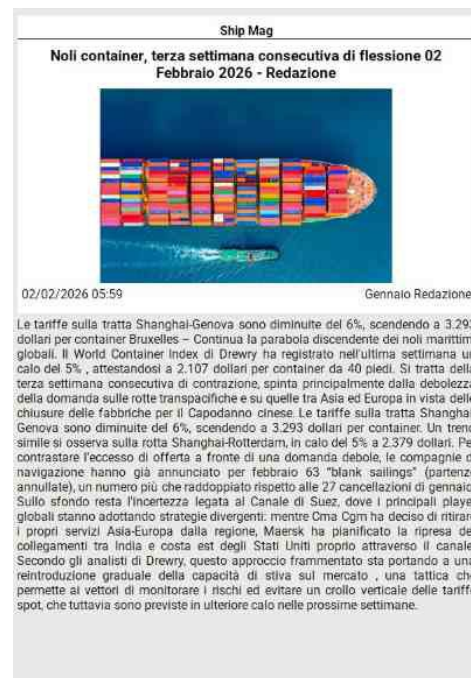 Ship Mag
Noli container, terza settimana consecutiva di flessione 02
Febbraio 2026 - Redazione
02/02/2026 05:59
Gennaio Redazione
Le tariffe sulla tratta Shanghai-Genova sono diminuite del 6%, scendendo a 3.293
dollari per container Bruxelles – Continua la parabola discendente dei noli marittimi
globali. Il World Container Index di Drewry ha registrato nell'ultima settimana un
calo del 5% , attestandosi a 2.107 dollari per container da 40 piedi. Si tratta della
terza settimana consecutiva di contrazione, spinta principalmente dalla debolezza
della domanda sulle rotte transpacifiche e su quelle tra Asia ed Europa in vista delle
chiusure delle fabbriche per il Capodanno cinese. Le tariffe sulla tratta Shanghai-
Genova sono diminuite del 6%, scendendo a 3.293 dollari per container. Un trend
simile si osserva sulla rotta Shanghai-Rotterdam, in calo del 5% a 2.379 dollari. Per
contrastare l'eccesso di offerta a fronte di una domanda debole, le compagnie di
navigazione hanno già annunciato per febbraio 63 "blank sailings" (partenze
annullate), un numero più che raddoppiato rispetto alle 27 cancellazioni di gennaio.
Sullo sfondo resta l'incertezza legata al Canale di Suez, dove i principali player
globali stanno adottando strategie divergenti: mentre Cma Cgm ha deciso di ritirare
i propri servizi Asia-Europa dalla regione, Maersk ha pianificato la ripresa dei
collegamenti tra India e costa est degli Stati Uniti proprio attraverso il canale.
Secondo gli analisti di Drewry, questo approccio frammentato sta portando a una
reintroduzione graduale della capacità di stiva sul mercato , una tattica che
permette ai vettori di monitorare i rischi ed evitare un crollo verticale delle tariffe
spot, che tuttavia sono previste in ulteriore calo nelle prossime settimane.